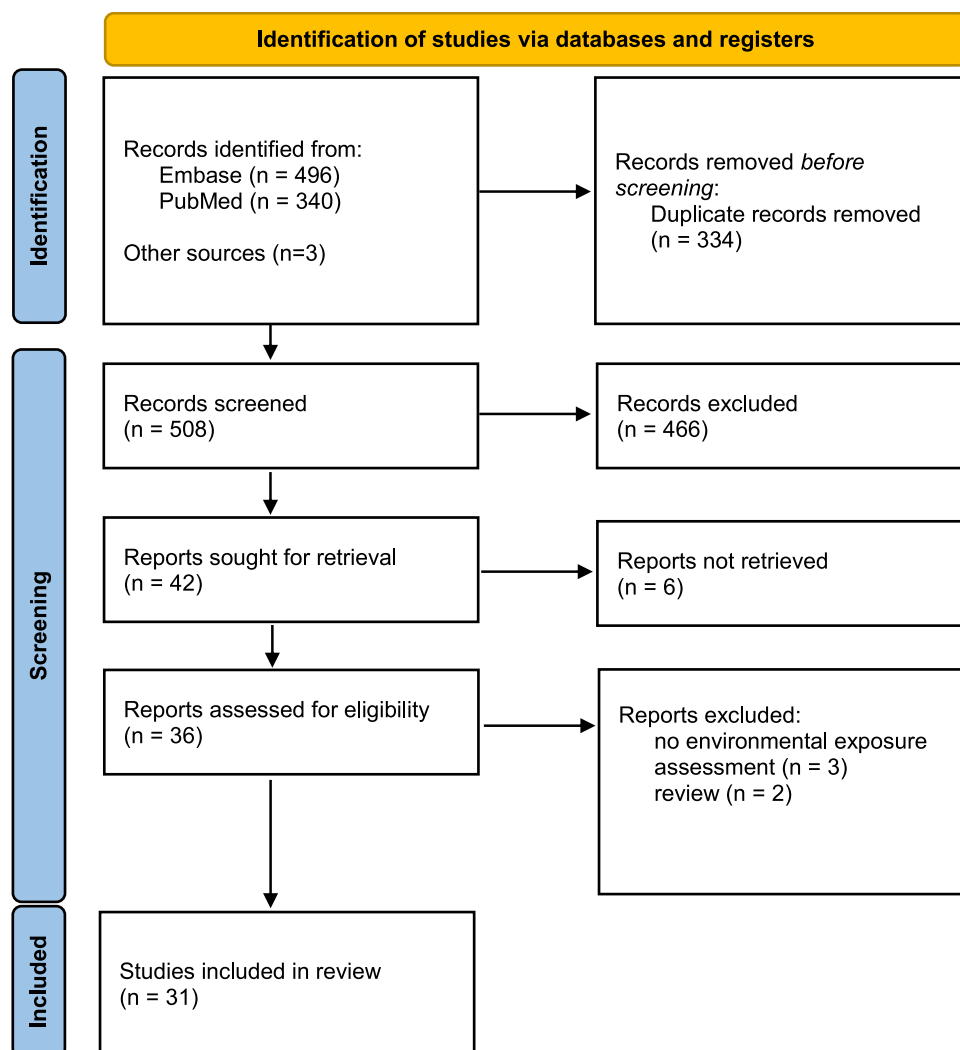 Identification of studies via databases and registers
Identification
Records identified from:
Embase (n = 496)
PubMed (n = 340)
Other sources (n=3)
Records removed before
screening:
Duplicate records removed
(n = 334)
Screening
Records screened
(n = 508)
Records excluded
(n = 466)
Reports sought for retrieval
(n = 42)
Reports not retrieved
(n = 6)
Reports assessed for eligibility
(n = 36)
Reports excluded:
no environmental exposure
assessment (n = 3)
review (n = 2)
Included
Studies included in review
(n = 31)